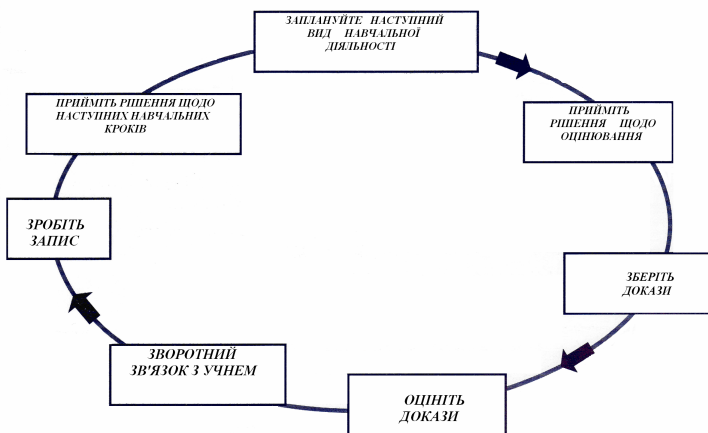 ЗАПЛАНУЙТЕ НАСТУПНИЙ
ВИД НАВЧАЛЬНОЇ
ДІЯЛЬНОСТІ
ПРИЙМІТЬ
РІШЕННЯ ЩОДО
ОЦІНЮВАННЯ
ЗБЕРІТЬ
ДОКАЗИ
ОЦІНІТЬ
ДОКАЗИ
ЗВОРОТНИЙ
ЗВ'ЯЗОК З УЧНЕМ
ЗРОБІТЬ
ЗАПИС
ПРИЙМІТЬ РІШЕННЯ ЩОДО
НАСТУПНИХ НАВЧАЛЬНИХ
КРОКІВ